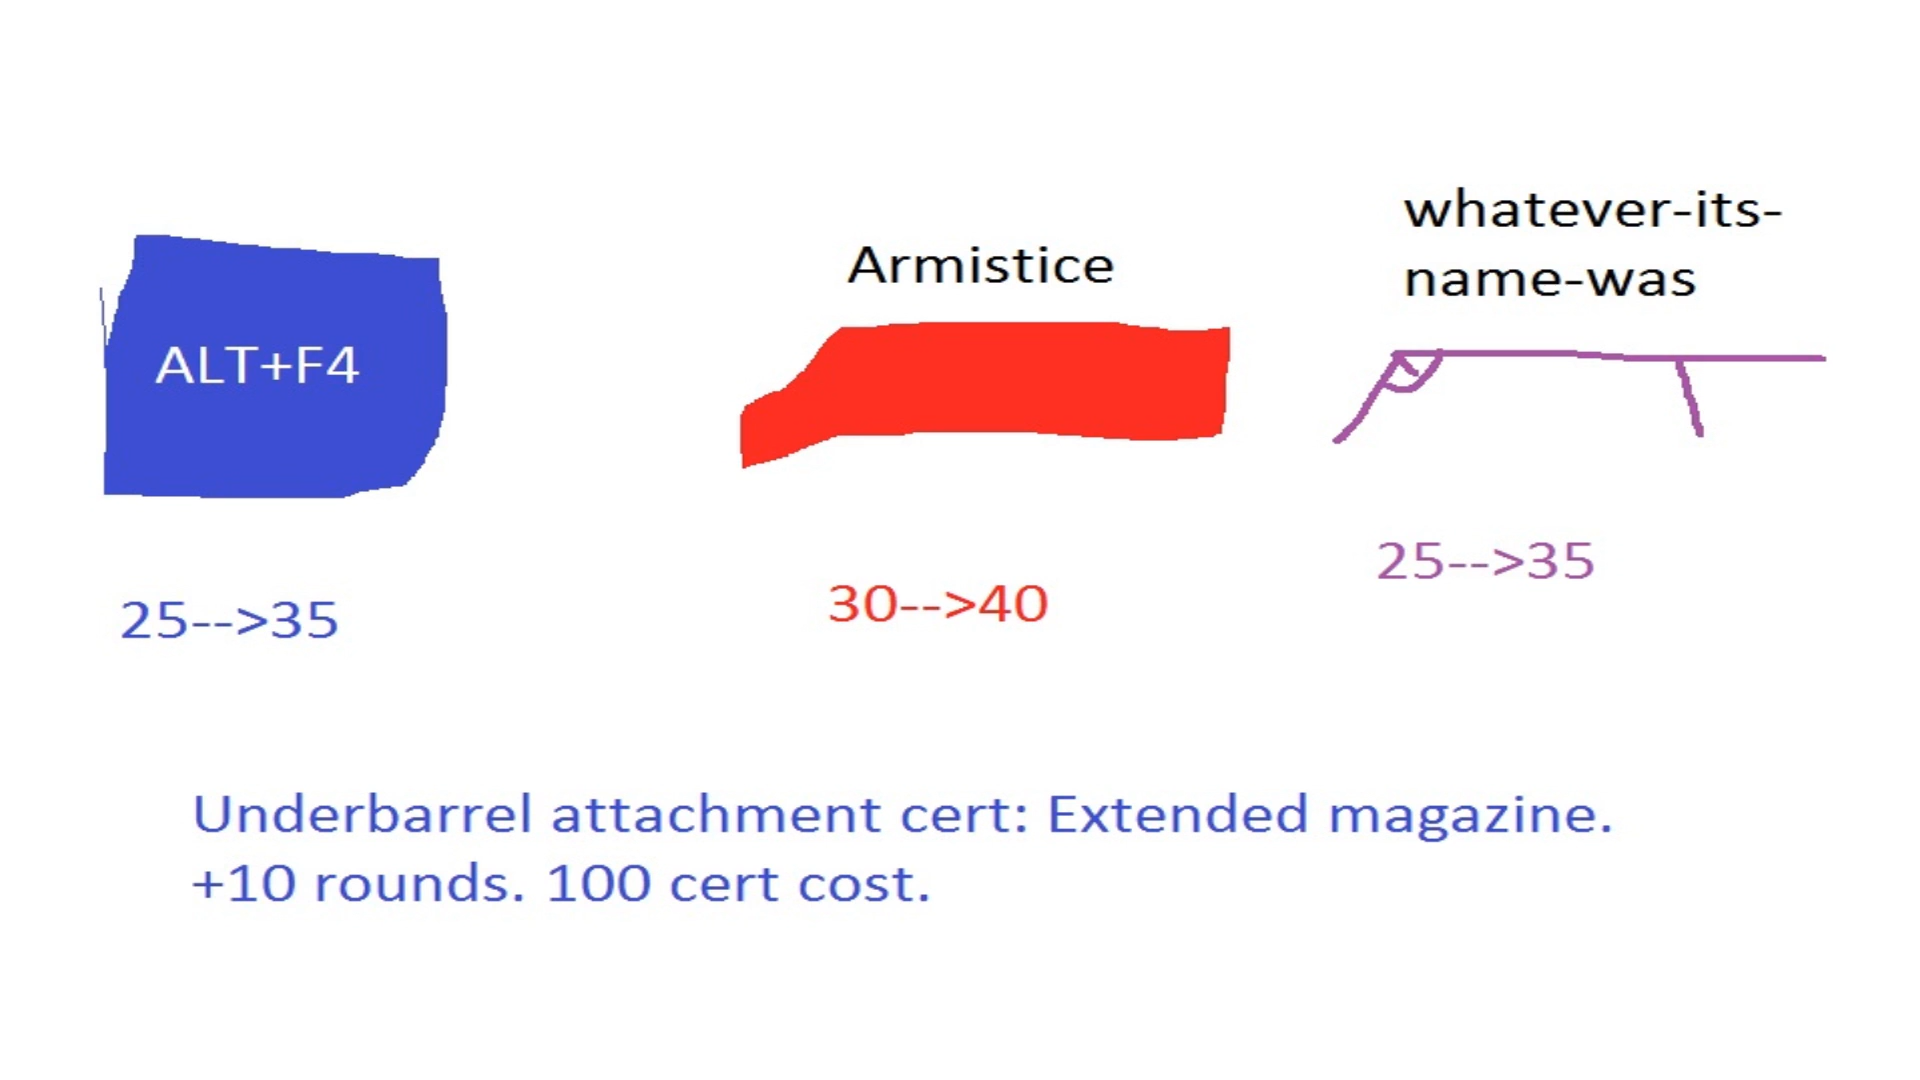 whatever-its-
name-was
Armistice
ALT+F4
25-->35
30-->40
25-->35
Underbarrel attachment cert: Extended magazine.
+10 rounds. 100 cert cost.